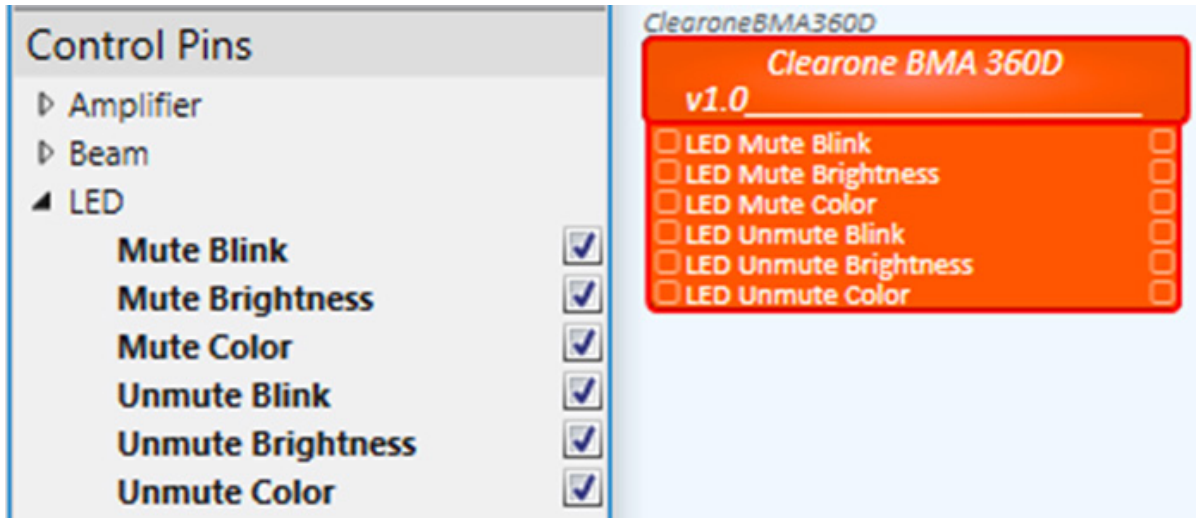 Control Pins
Amplifier
Beam
LED
Mute Blink
Mute Brightness
Mute Color
Unmute Blink
Unmute Brightness
Unmute Color
ClearoneBMA360D
Clearone BMA 360D
v1.0
LED Mute Blink
LED Mute Brightness
LED Mute Color
LED Unmute Blink
LED Unmute Brightness
LED Unmute Color